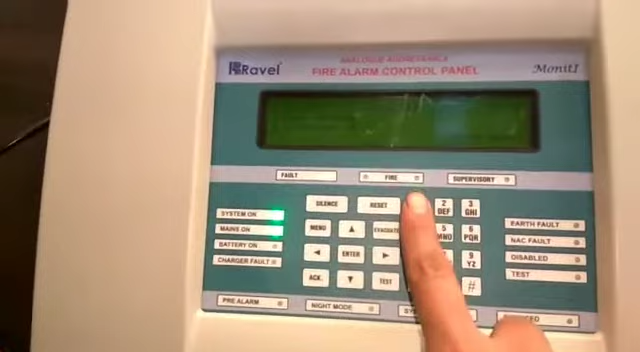 Ravel
ANALOGUE ADDRESSABLE
FIRE ALARM CONTROL PANEL
MonitI
FAULT
FIRE
SUPERVISORY
SILENCE
RESET
2
DEF
3
GHI
SYSTEM ON
MAINS ON
BATTERY ON
CHARGER FAULT
MENU
▲
EVACUATE
5
MNO
6
PQR
EARTH FAULT
NAC FAULT
DISABLED
TEST
◄
ENTER
►
9
YZ
ACK.
▼
TEST
#
PRE ALARM
NIGHT MODE